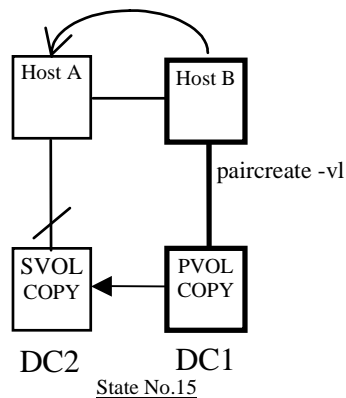 Host A
Host B
paircreate -vl
SVOL
COPY
PVOL
COPY
DC2
DC1
State No.15